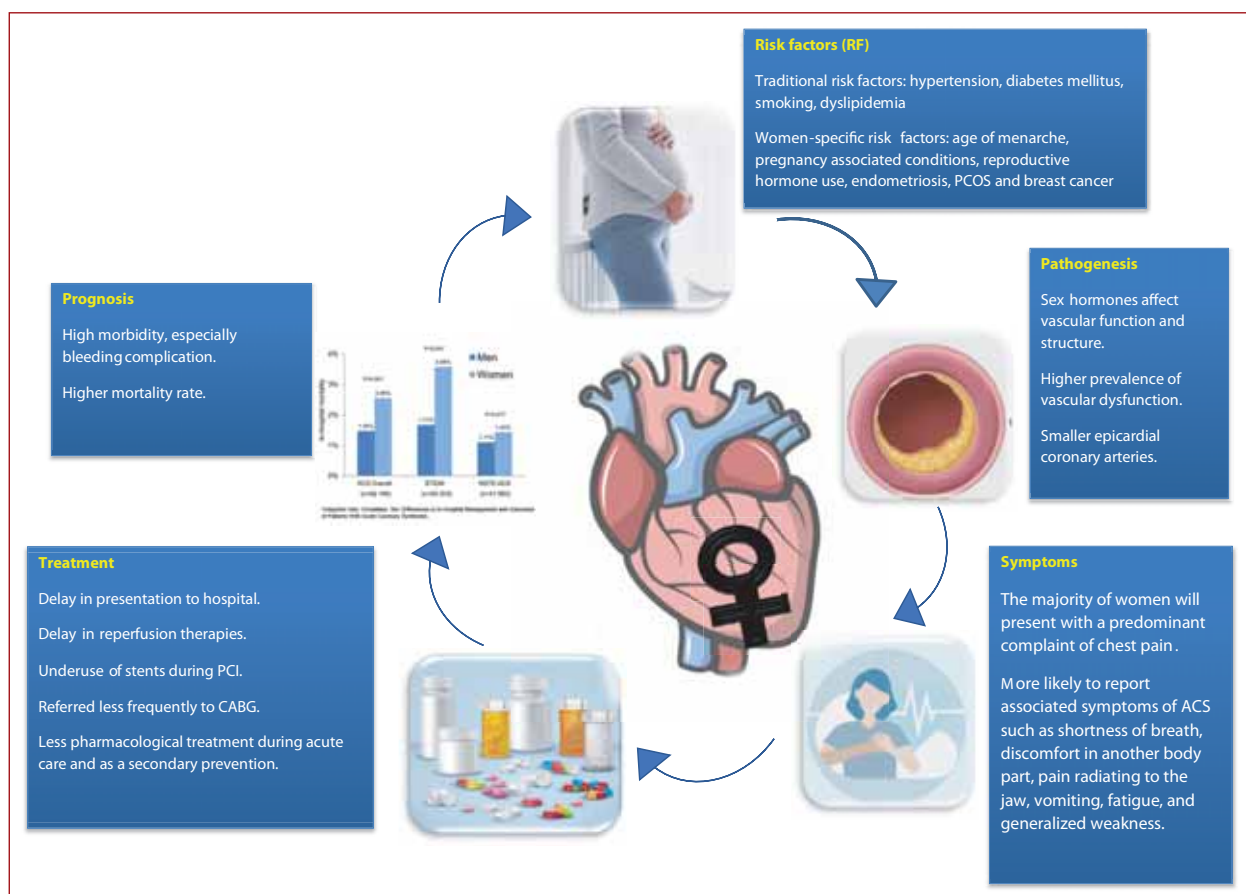 Risk factors (RF)
Traditional risk factors: hypertension, diabetes mellitus,
smoking, dyslipidemia
Women-specific risk factors: age of menarche,
pregnancy associated conditions, reproductive
hormone use, endometriosis, PCOS and breast cancer
Pathogenesis
Sex hormones affect
vascular function and
structure.
Higher prevalence of
vascular dysfunction.
Smaller epicardial
coronary arteries.
Symptoms
The majority of women will
present with a predominant
complaint of chest pain.
More likely to report
associated symptoms of ACS
such as shortness of breath,
discomfort in another body
part, pain radiating to the
jaw, vomiting, fatigue, and
generalized weakness.
Treatment
Delay in presentation to hospital.
Delay in reperfusion therapies.
Underuse of stents during PCI.
Referred less frequently to CABG.
Less pharmacological treatment during acute
care and as a secondary prevention.
Prognosis
High morbidity, especially
bleeding complication.
Higher mortality rate.
Men
Women
4%
3%
2%
1%
0%